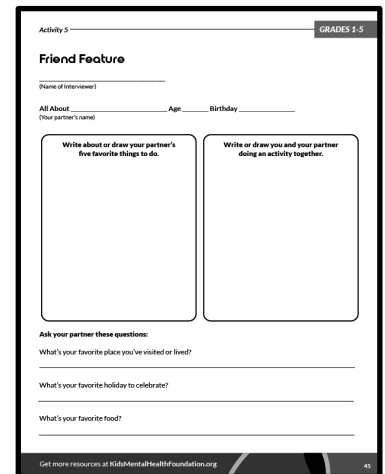 Activity 5
GRADES 1-5
Friend Feature
(Name of Interviewer)
All About Age Birthday
(Your partner's name)
Write about or draw your partner's
five favorite things to do.
Write or draw you and your partner
doing an activity together.
Ask your partner these questions:
What's your favorite place you've visited or lived?
What's your favorite holiday to celebrate?
What's your favorite food?
Get more resources at KidsMentalHealthFoundation.org
45